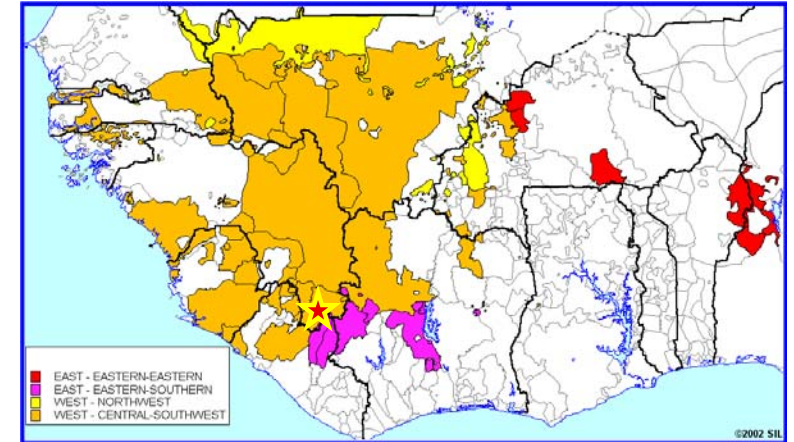 EAST - EASTERN-EASTERN
EAST - EASTERN-SOUTHERN
WEST - NORTHWEST
WEST - CENTRAL-SOUTHWEST
©2002 SIL